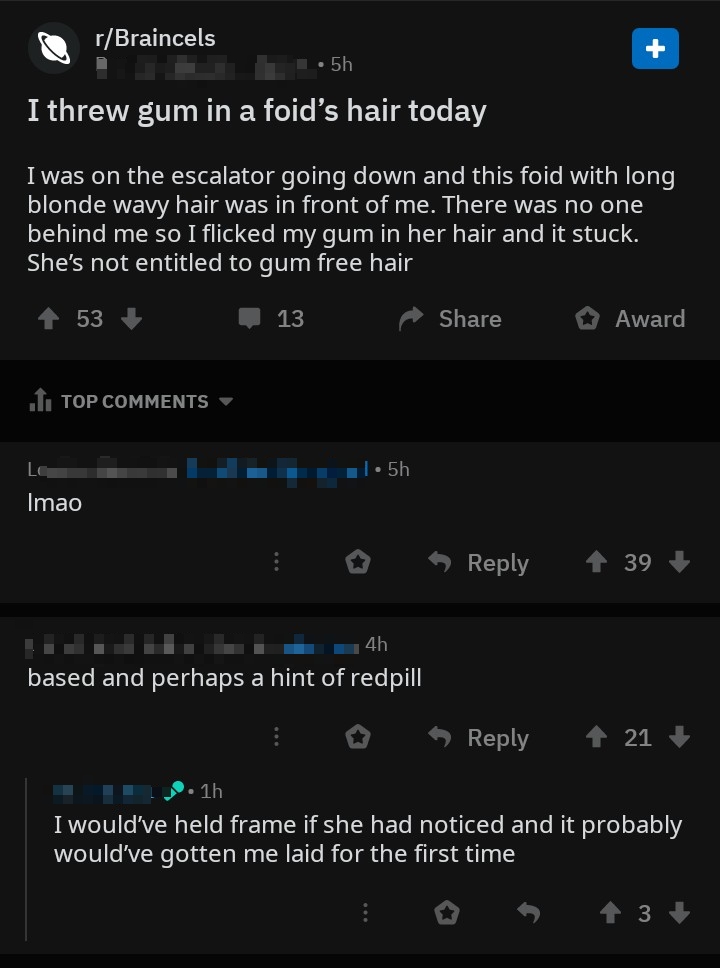 r/Braincels
• 5h
I threw gum in a foid's hair today
I was on the escalator going down and this foid with long
blonde wavy hair was in front of me. There was no one
behind me so I flicked my gum in her hair and it stuck.
She's not entitled to gum free hair
53
13
Share
Award
TOP COMMENTS
• 5h
lmao
Reply
39
4h
based and perhaps a hint of redpill
Reply
21
• 1h
I would've held frame if she had noticed and it probably
would've gotten me laid for the first time
3